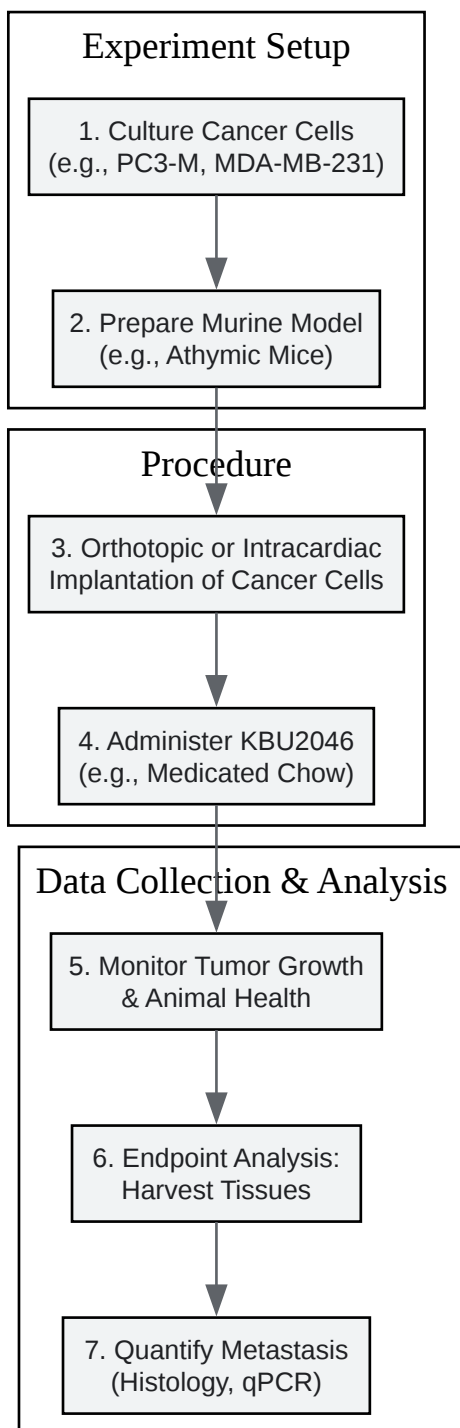 Experiment Setup
1. Culture Cancer Cells
(e.g., PC3-M, MDA-MB-231)
2. Prepare Murine Model
(e.g., Athymic Mice)
Procedure
3. Orthotopic or Intracardiac
Implantation of Cancer Cells
4. Administer KBU2046
(e.g., Medicated Chow)
Data Collection & Analysis
5. Monitor Tumor Growth
& Animal Health
6. Endpoint Analysis:
Harvest Tissues
7. Quantify Metastasis
(Histology, qPCR)